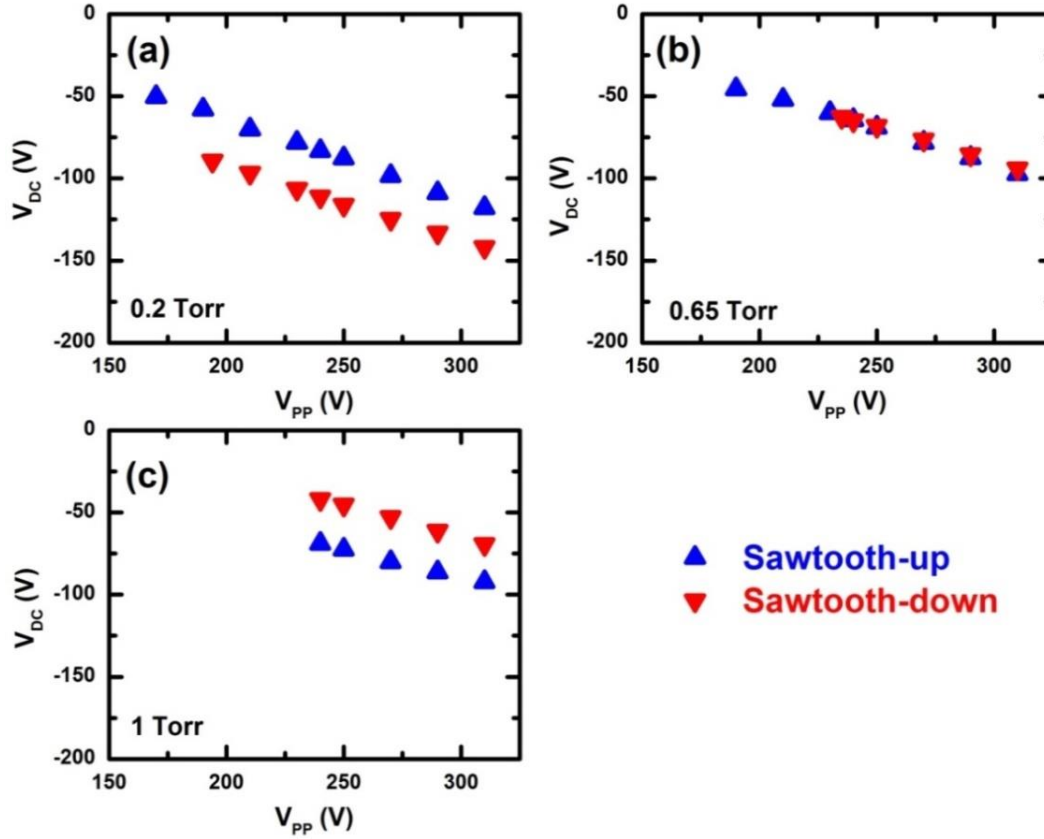 0
(a)
-50
-100
-150
-200
V_DC (V)
0.2 Torr
150 200 250 300
V_PP (V)
0
(b)
-50
-100
-150
-200
V_DC (V)
0.65 Torr
150 200 250 300
V_PP (V)
0
(c)
-50
-100
-150
-200
V_DC (V)
1 Torr
150 200 250 300
V_PP (V)
Sawtooth-up
Sawtooth-down